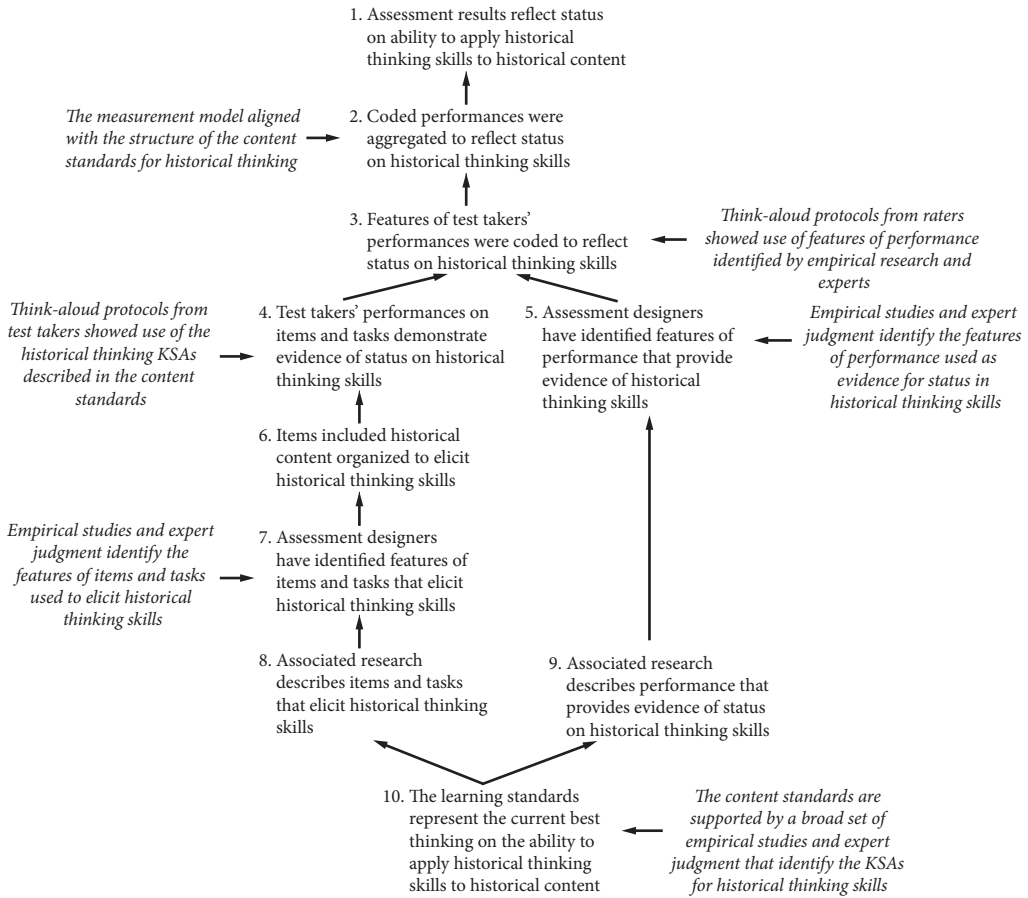 1. Assessment results reflect status
on ability to apply historical
thinking skills to historical content
The measurement model aligned
with the structure of the content
standards for historical thinking
2. Coded performances were
aggregated to reflect status
on historical thinking skills
3. Features of test takers’
performances were coded to reflect
status on historical thinking skills
Think-aloud protocols from raters
showed use of features of performance
identified by empirical research and
experts
Think-aloud protocols from
test takers showed use of the
historical thinking KSAs
described in the content
standards
4. Test takers’ performances on
items and tasks demonstrate
evidence of status on historical
thinking skills
5. Assessment designers
have identified features of
performance that provide
evidence of historical
thinking skills
Empirical studies and expert
judgment identify the features
of performance used as
evidence for status in
historical thinking skills
6. Items included historical
content organized to elicit
historical thinking skills
Empirical studies and expert
judgment identify the
features of items and tasks
used to elicit historical
thinking skills
7. Assessment designers
have identified features of
items and tasks that elicit
historical thinking skills
8. Associated research
describes items and tasks
that elicit historical thinking
skills
9. Associated research
describes performance that
provides evidence of status
on historical thinking skills
10. The learning standards
represent the current best
thinking on the ability to
apply historical thinking
skills to historical content
The content standards are
supported by a broad set of
empirical studies and expert
judgment that identify the KSAs
for historical thinking skills